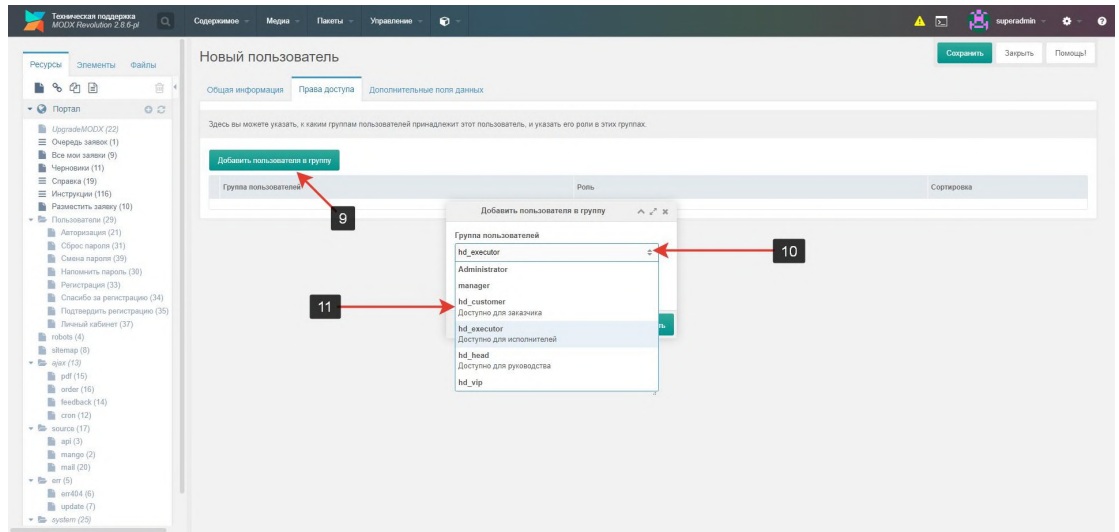 Техническая поддержка
MODX Revolution 2.8.6-pl
Содержимое
Медиа
Пакеты
Управление
superadmin
Ресурсы
Элементы
Файлы
Портал
UpgradeMODX (22)
Очередь заявок (1)
Все мои заявки (9)
Черновики (11)
Справка (19)
Инструкции (116)
Разместить заявку (10)
Пользователи (29)
Авторизация (21)
Сброс пароля (31)
Смена пароля (39)
Напомнить пароль (30)
Регистрация (33)
Спасибо за регистрацию (34)
Подтвердить регистрацию (35)
Личный кабинет (37)
robots (4)
sitemap (8)
ajax (13)
pdf (15)
order (16)
feedback (14)
cron (12)
source (17)
api (3)
mango (2)
mail (20)
err (5)
err404 (6)
update (7)
system (25)
Новый пользователь
Сохранить
Закрыть
Помощь!
Общая информация
Права доступа
Дополнительные поля данных
Здесь вы можете указать, к каким группам пользователей принадлежит этот пользователь, и указать его роли в этих группах.
Добавить пользователя в группу
Группа пользователей
Роль
Сортировка
9
Добавить пользователя в группу
Группа пользователей
hd_executor
10
Administrator
manager
hd_customer
Доступно для заказчика
11
hd_executor
Доступно для исполнителей
ть
hd_head
Доступно для руководства
hd_vip